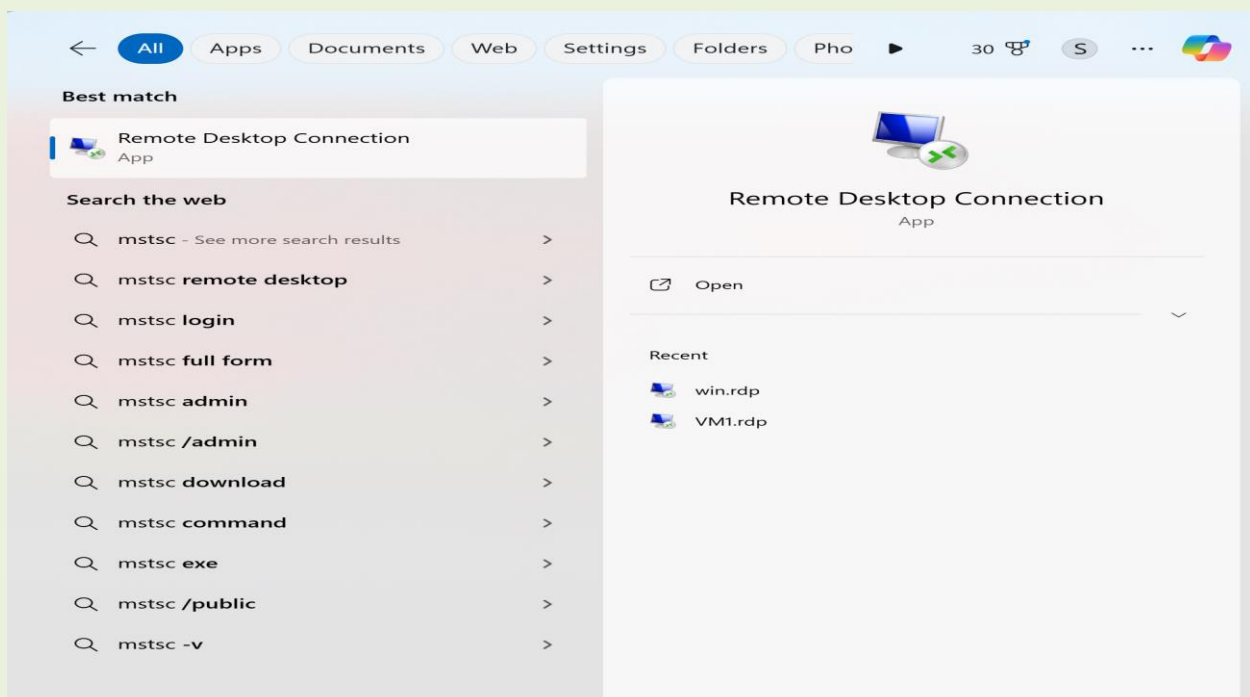 All Apps Documents Web Settings Folders Pho 30 S ...
Best match
Remote Desktop Connection
App
Search the web
mstsc - See more search results
mstsc remote desktop
mstsc login
mstsc full form
mstsc admin
mstsc /admin
mstsc download
mstsc command
mstsc exe
mstsc /public
mstsc -v
Remote Desktop Connection
App
Open
Recent
win.rdp
VM1.rdp